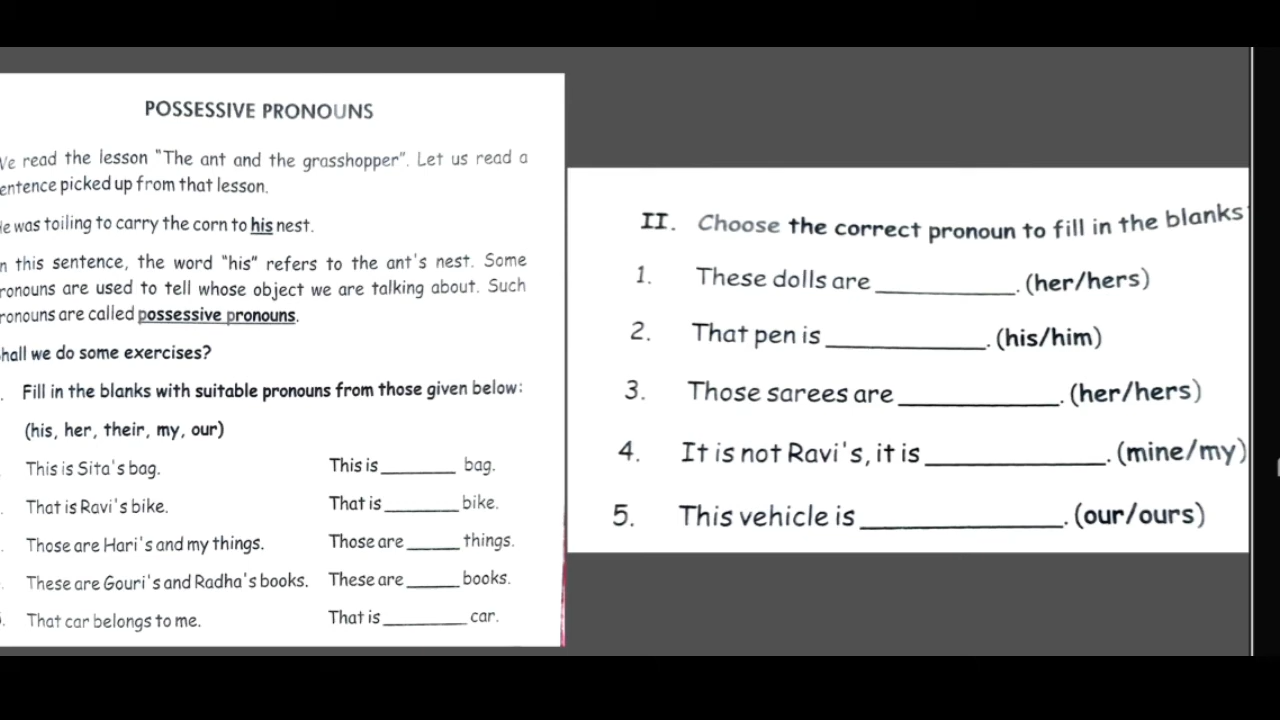 POSSESSIVE PRONOUNS
We read the lesson "The ant and the grasshopper". Let us read a
entence picked up from that lesson.
He was toiling to carry the corn to his nest.
n this sentence, the word "his" refers to the ant's nest. Some
ronouns are used to tell whose object we are talking about. Such
ronouns are called possessive pronouns.
hall we do some exercises?
. Fill in the blanks with suitable pronouns from those given below:
(his, her, their, my, our)
This is Sita's bag. This is ________ bag.
. That is Ravi's bike. That is ________ bike.
. Those are Hari's and my things. Those are ______ things.
. These are Gouri's and Radha's books. These are ______ books.
. That car belongs to me. That is _________ car.
II. Choose the correct pronoun to fill in the blanks
1. These dolls are ___________. (her/hers)
2. That pen is ____________. (his/him)
3. Those sarees are ____________. (her/hers)
4. It is not Ravi's, it is _____________. (mine/my)
5. This vehicle is ______________. (our/ours)